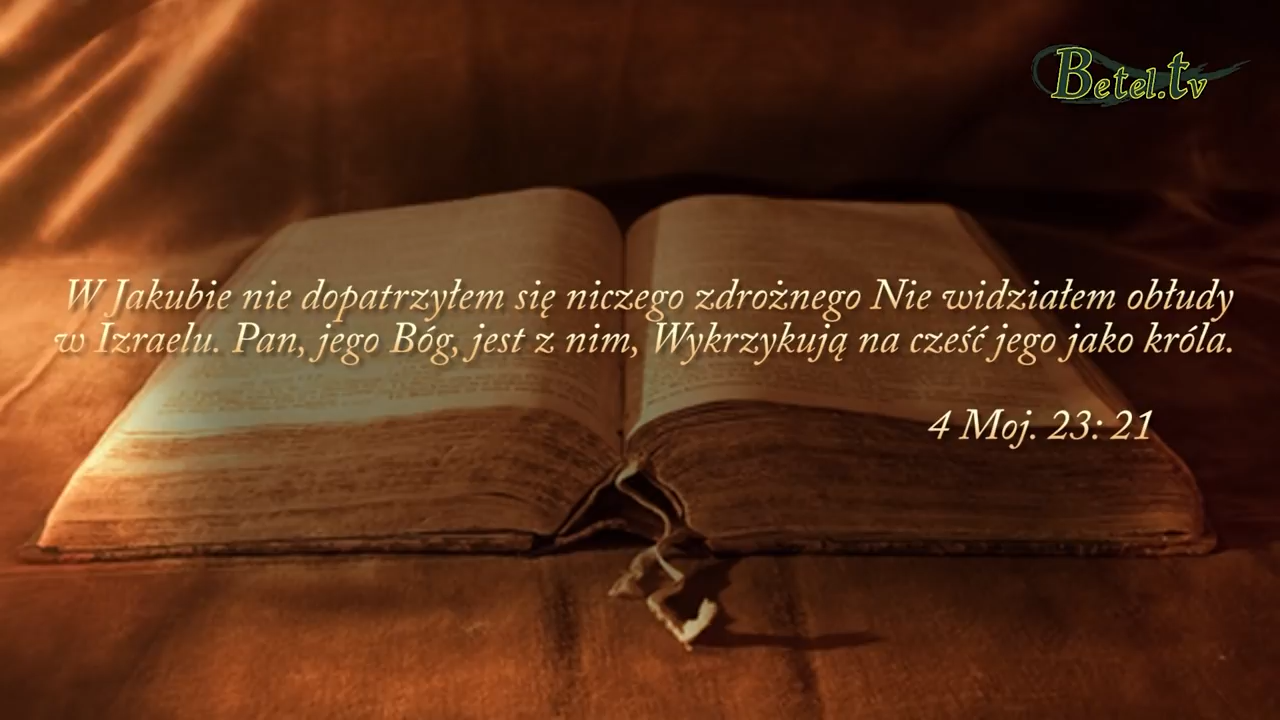 Betel.tv
W Jakubie nie dopatrzyłem się niczego zdrożnego Nie widziałem obłudy
w Izraelu. Pan, jego Bóg, jest z nim, Wykrzykują na cześć jego jako króla.
4 Moj. 23: 21